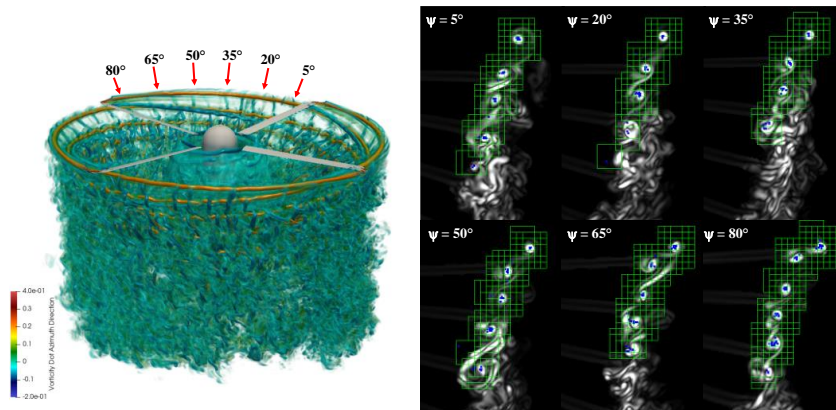 80°
65°
50°
35°
20°
5°
4.0e-01
0.3
0.2
0.1
0
-0.1
-2.0e-01
Vorticity Dot Azimuth Direction
Ψ = 5°
Ψ = 20°
Ψ = 35°
Ψ = 50°
Ψ = 65°
Ψ = 80°